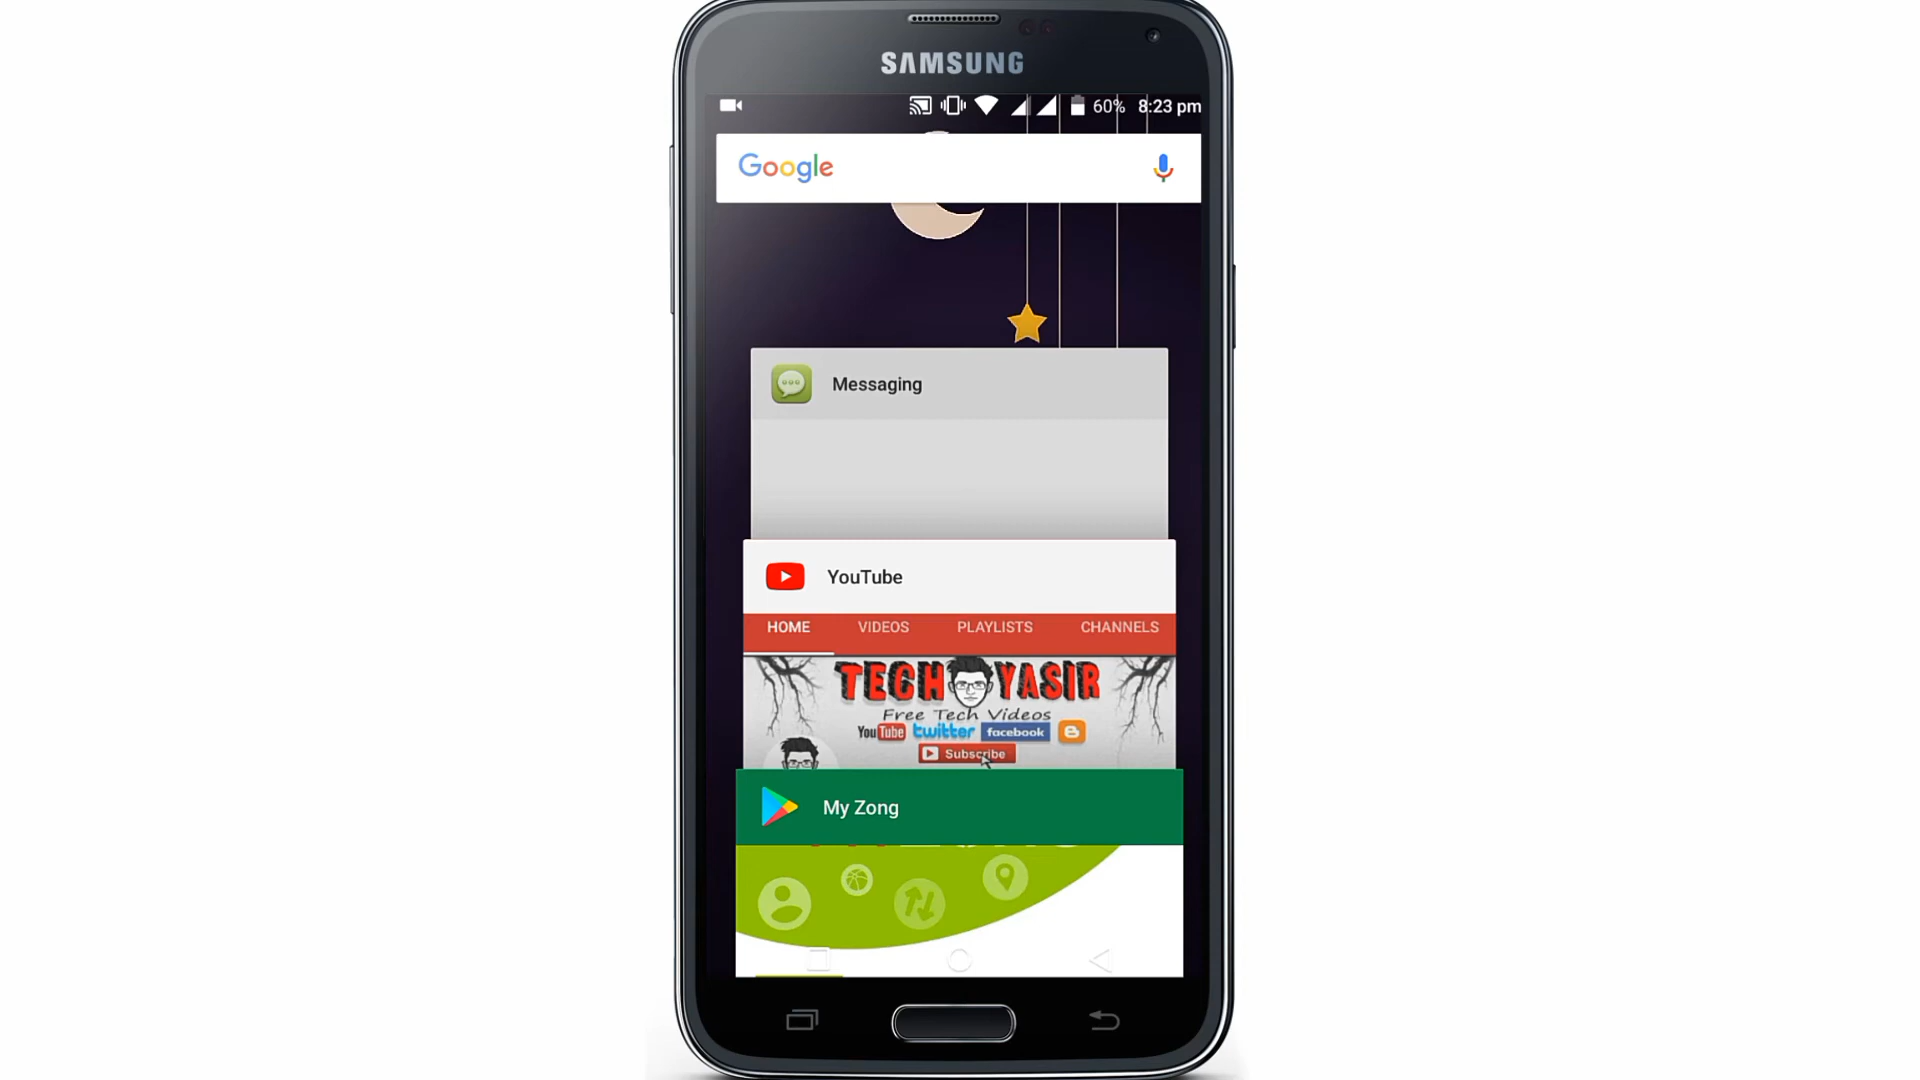 SAMSUNG
60% 8:23 pm
Google
Messaging
YouTube
HOME VIDEOS PLAYLISTS CHANNELS
TECH YASIR
Free Tech Videos
YouTube twitter facebook
Subscribe
My Zong